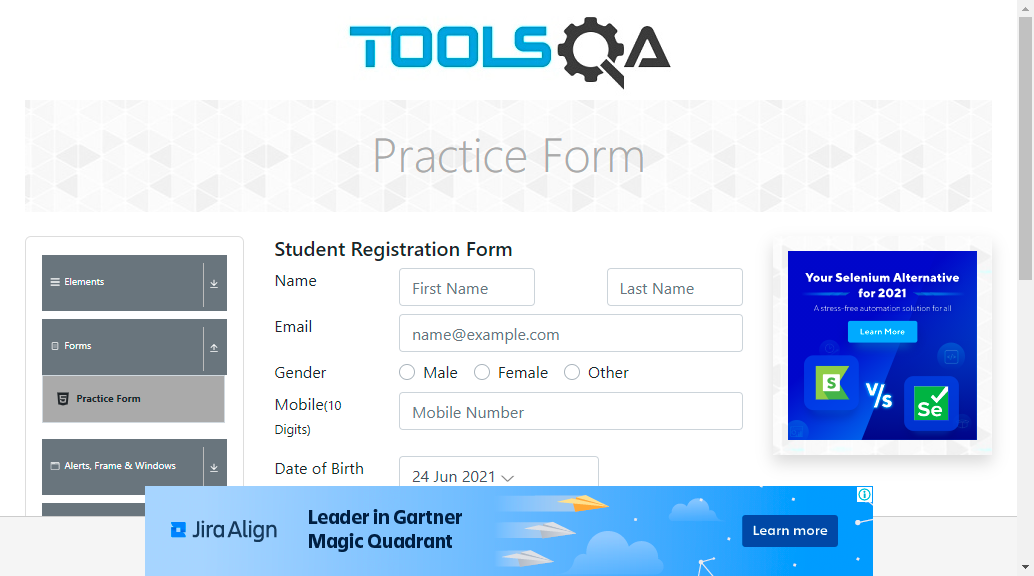 TOOLSQA
Practice Form
Elements
Forms
Practice Form
Alerts, Frame & Windows
Student Registration Form
Name
First Name
Last Name
Email
name@example.com
Gender
Male
Female
Other
Mobile(10
Digits)
Mobile Number
Date of Birth
24 Jun 2021
Your Selenium Alternative
for 2021
A stress-free automation solution for all
Learn More
S
V/s
Se
Jira Align
Leader in Gartner
Magic Quadrant
Learn more